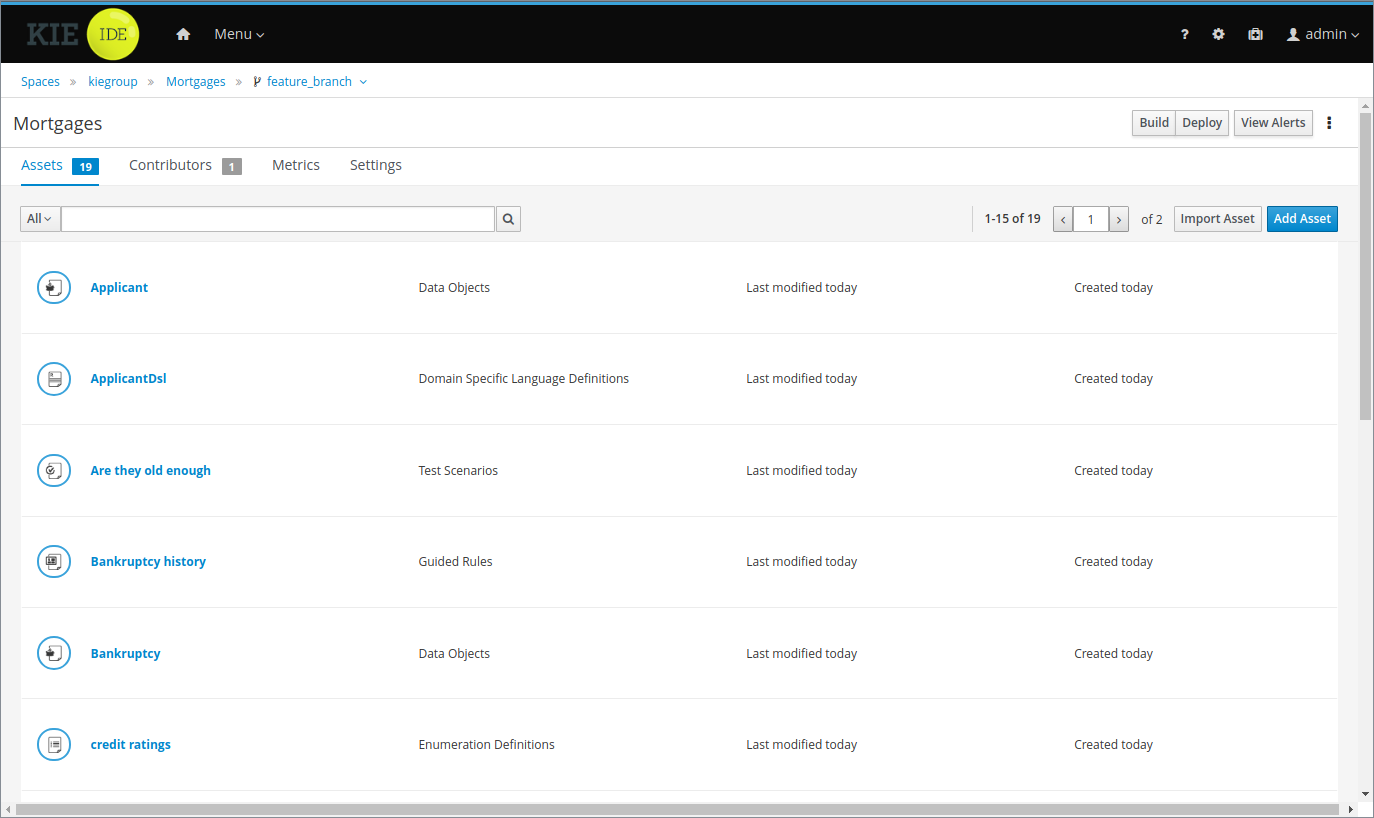 KIE IDE Menu ? admin
Spaces » kiegroup » Mortgages » feature_branch
Mortgages Build Deploy View Alerts
Assets 19 Contributors 1 Metrics Settings
All 1-15 of 19 < 1 > of 2 Import Asset Add Asset
Applicant Data Objects Last modified today Created today
ApplicantDsl Domain Specific Language Definitions Last modified today Created today
Are they old enough Test Scenarios Last modified today Created today
Bankruptcy history Guided Rules Last modified today Created today
Bankruptcy Data Objects Last modified today Created today
credit ratings Enumeration Definitions Last modified today Created today